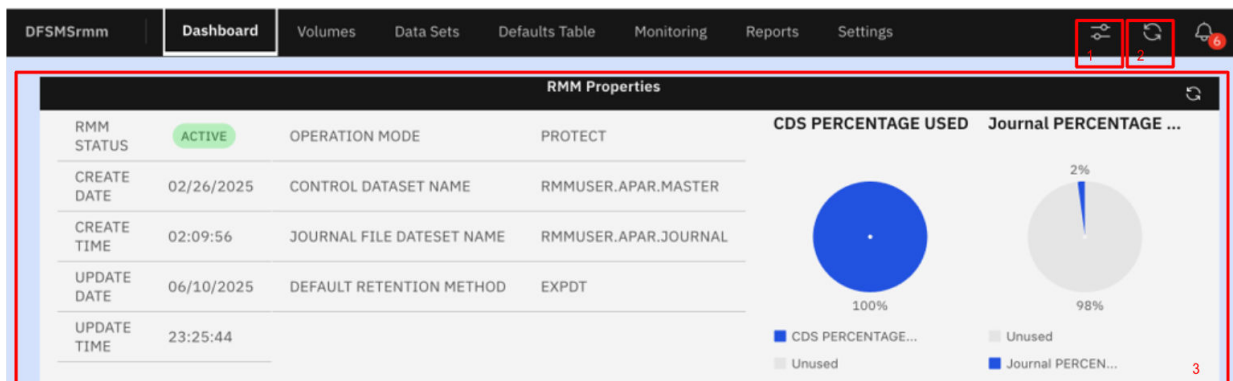 DFSMSrmm Dashboard Volumes Data Sets Defaults Table Monitoring Reports Settings 6
1 2
RMM Properties
RMM STATUS ACTIVE OPERATION MODE PROTECT
CREATE DATE 02/26/2025 CONTROL DATASET NAME RMMUSER.APAR.MASTER
CREATE TIME 02:09:56 JOURNAL FILE DATESET NAME RMMUSER.APAR.JOURNAL
UPDATE DATE 06/10/2025 DEFAULT RETENTION METHOD EXPDT
UPDATE TIME 23:25:44
CDS PERCENTAGE USED
100%
CDS PERCENTAGE...
Unused
Journal PERCENTAGE ...
2%
98%
Unused
Journal PERCEN...
3